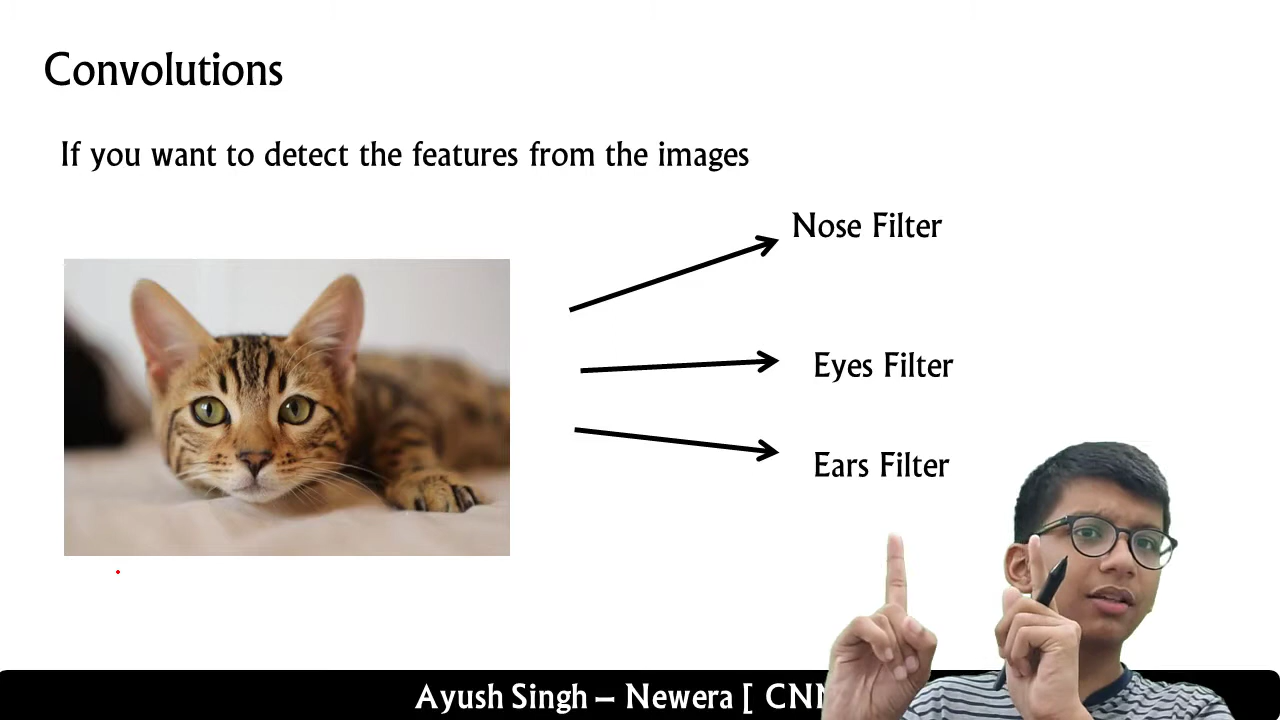 Convolutions
If you want to detect the features from the images
Nose Filter
Eyes Filter
Ears Filter
Ayush Singh – Newera [ CNN